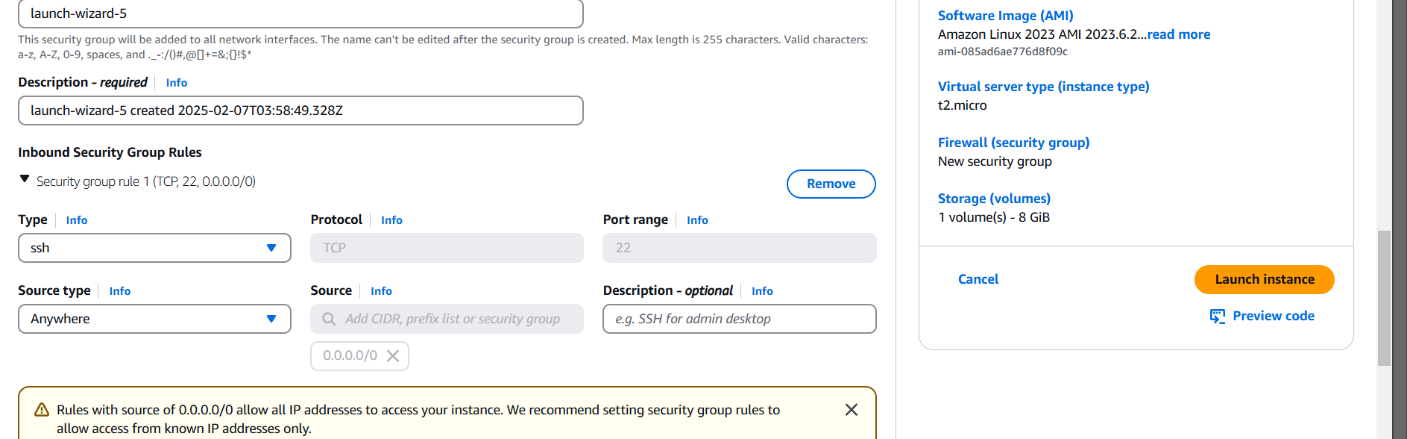 launch-wizard-5
This security group will be added to all network interfaces. The name can't be edited after the security group is created. Max length is 255 characters. Valid characters:
a-z, A-Z, 0-9, spaces, and ._-:/()#,@[]+=&;{}!$*
Description - required Info
launch-wizard-5 created 2025-02-07T03:58:49.328Z
Inbound Security Group Rules
Security group rule 1 (TCP, 22, 0.0.0.0/0)
Remove
Type Info
Protocol Info
Port range Info
ssh
TCP
22
Source type Info
Source Info
Description - optional Info
Anywhere
Add CIDR, prefix list or security group
e.g. SSH for admin desktop
0.0.0.0/0
Rules with source of 0.0.0.0/0 allow all IP addresses to access your instance. We recommend setting security group rules to
allow access from known IP addresses only.
Software Image (AMI)
Amazon Linux 2023 AMI 2023.6.2...read more
ami-085ad6ae776d8f09c
Virtual server type (instance type)
t2.micro
Firewall (security group)
New security group
Storage (volumes)
1 volume(s) - 8 GiB
Cancel
Launch instance
Preview code